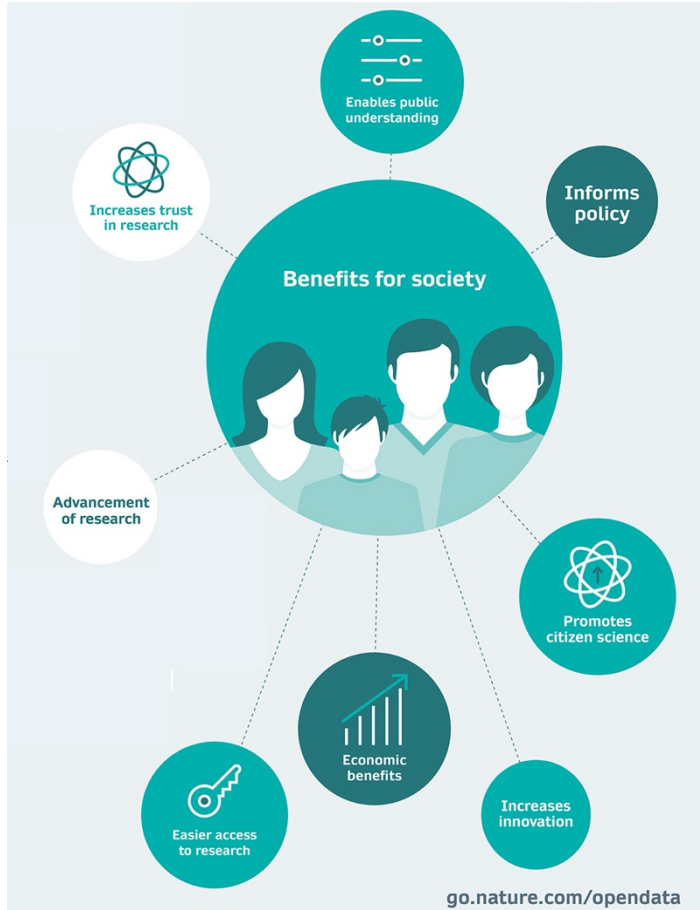 Enables public
understanding
Increases trust
in research
Informs
policy
Benefits for society
Advancement
of research
Promotes
citizen science
Economic
benefits
Increases
innovation
Easier access
to research
go.nature.com/opendata